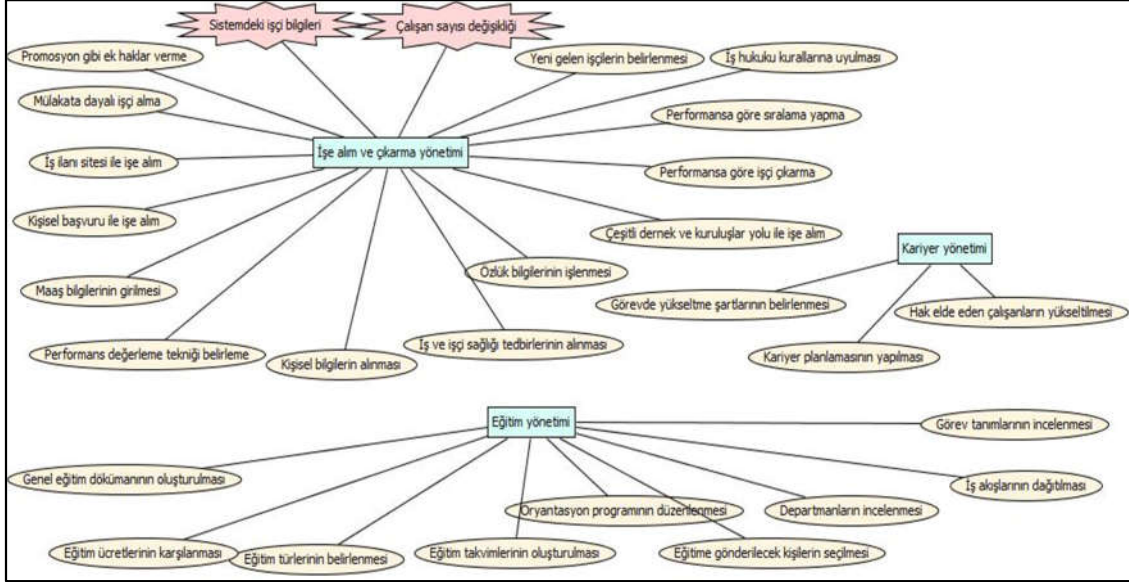 Sistemdeki işçi bilgileri
Çalışan sayısı değişikliği
Promosyon gibi ek haklar verme
Yeni gelen işçilerin belirlenmesi
İş hukuku kurallarına uyulması
Mülakata dayalı işçi alma
Performansa göre sıralama yapma
İşe alım ve çıkarma yönetimi
İş ilanı sitesi ile işe alım
Performansa göre işçi çıkarma
Kişisel başvuru ile işe alım
Çeşitli dernek ve kuruluşlar yolu ile işe alım
Kariyer yönetimi
Özlük bilgilerinin işlenmesi
Maaş bilgilerinin girilmesi
Görevde yükseltme şartlarının belirlenmesi
Hak elde eden çalışanların yükseltilmesi
Performans değerleme tekniği belirleme
Kişisel bilgilerin alınması
İş ve işçi sağlığı tedbirlerinin alınması
Kariyer planlamasının yapılması
Eğitim yönetimi
Görev tanımlarının incelenmesi
Genel eğitim dökümanının oluşturulması
İş akışlarının dağıtılması
Oryantasyon programının düzenlenmesi
Departmanların incelenmesi
Eğitim ücretlerinin karşılanması
Eğitim türlerinin belirlenmesi
Eğitim takvimlerinin oluşturulması
Eğitime gönderilecek kişilerin seçilmesi